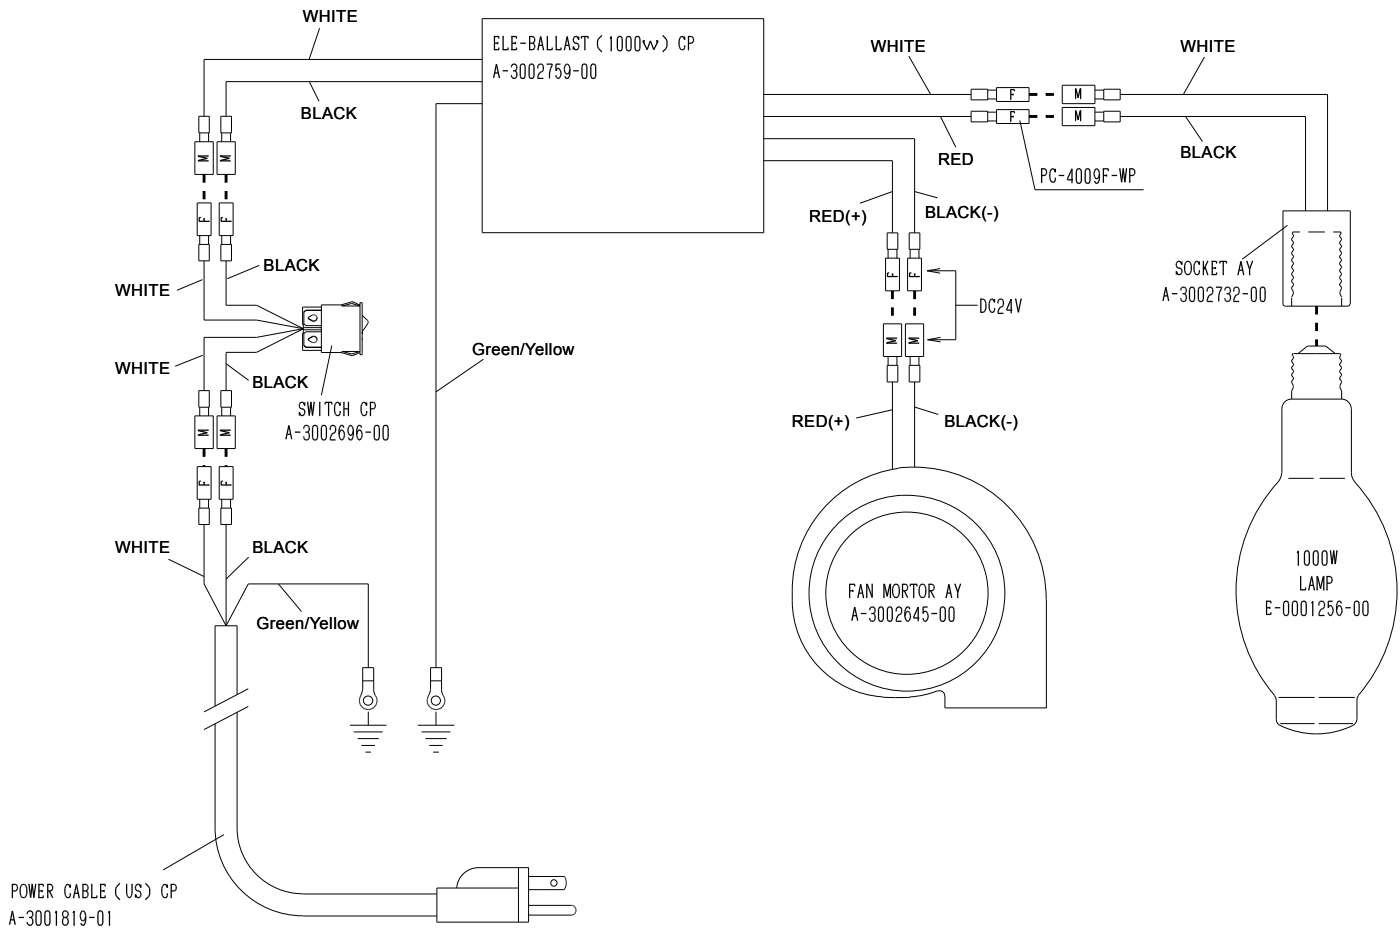 WHITE
ELE-BALLAST (1000w) CP
A-3002759-00
WHITE
WHITE
BLACK
F
M
F
M
RED
BLACK
PC-4009F-WP
M
M
F
F
RED(+)
BLACK(-)
BLACK
WHITE
F
F
DC24V
SOCKET AY
A-3002732-00
M
M
Green/Yellow
WHITE
BLACK
SWITCH CP
A-3002696-00
M
M
RED(+)
BLACK(-)
F
F
WHITE
BLACK
Green/Yellow
FAN MORTOR AY
A-3002645-00
1000W
LAMP
E-0001256-00
POWER CABLE (US) CP
A-3001819-01